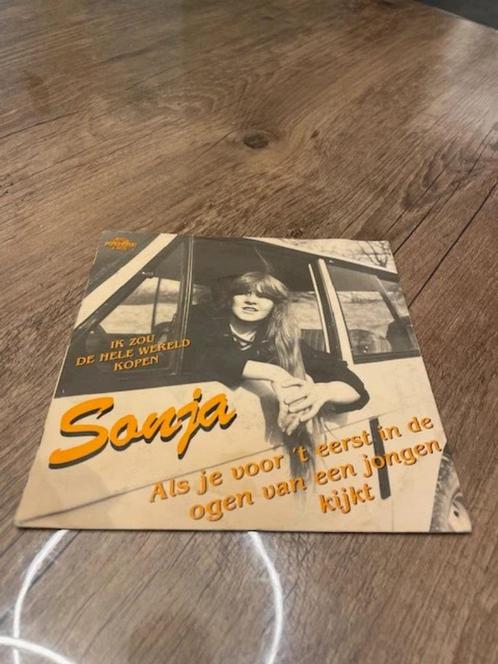 IK ZOU
DE HELE WERELD
KOPEN
Sonja
Als je voor 't eerst in de
ogen van een jongen
kijkt